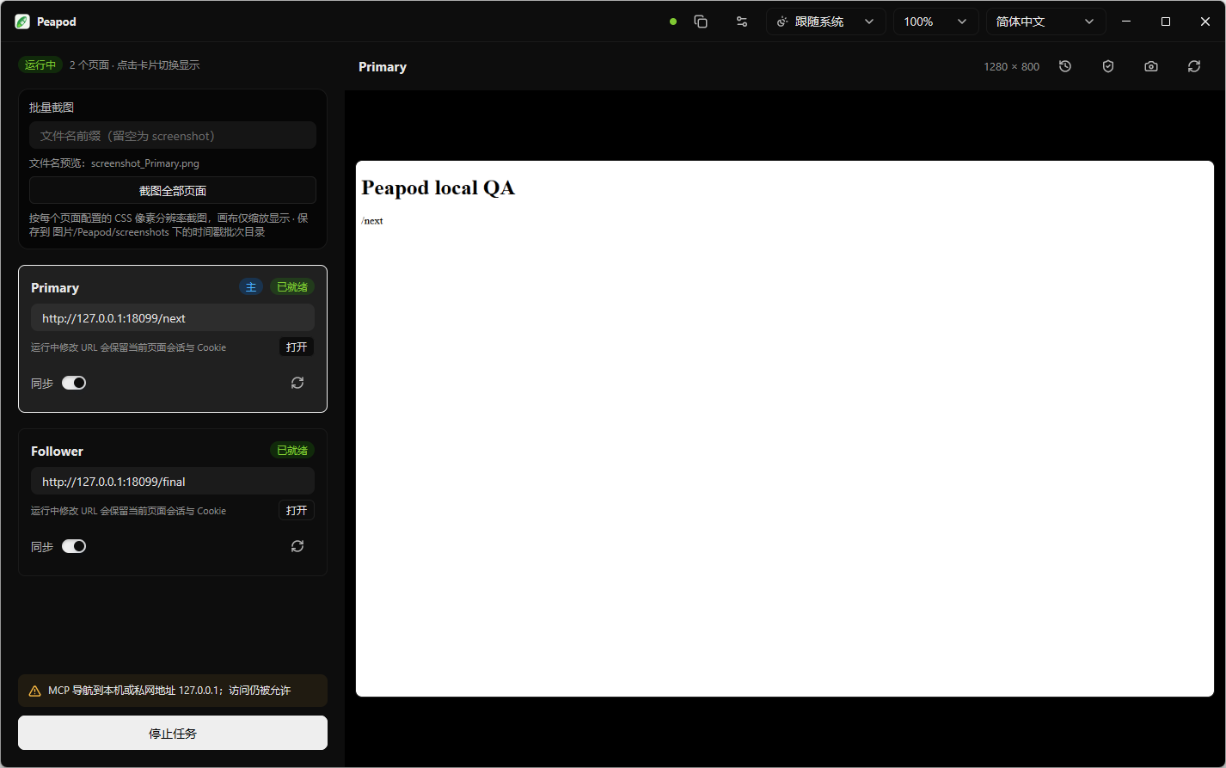 Peapod
跟随系统
100%
简体中文
运行中 2 个页面 · 点击卡片切换显示
批量截图
文件名前缀（留空为 screenshot）
文件名预览：screenshot_Primary.png
截图全部页面
按每个页面配置的 CSS 像素分辨率截图，画布仅缩放显示 · 保
存到 图片/Peapod/screenshots 下的时间戳批次目录
Primary 主 已就绪
http://127.0.0.1:18099/next
运行中修改 URL 会保留当前页面会话与 Cookie 打开
同步
Follower 已就绪
http://127.0.0.1:18099/final
运行中修改 URL 会保留当前页面会话与 Cookie 打开
同步
MCP 导航到本机或私网地址 127.0.0.1；访问仍被允许
停止任务
Primary
1280 × 800
Peapod local QA
/next